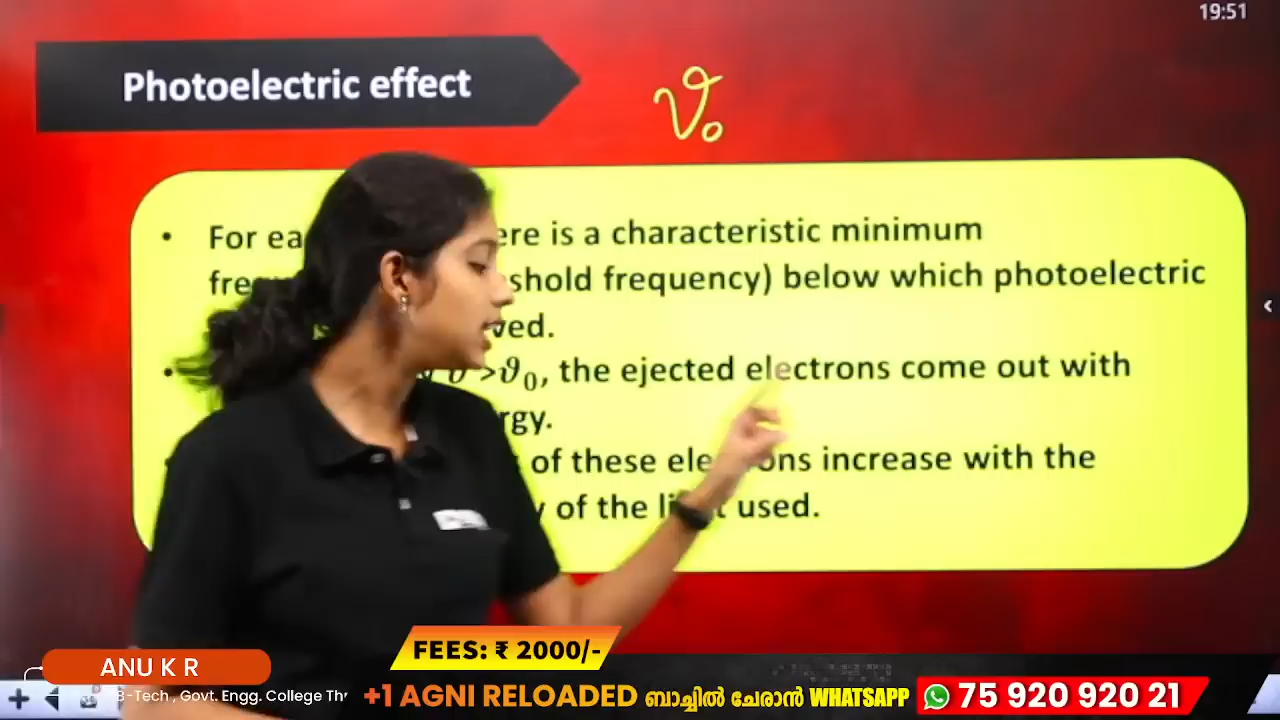 19:51
Photoelectric effect
ϑ₀
• For ea ere is a characteristic minimum
fre shold frequency) below which photoelectric
ved.
• ϑ >ϑ₀, the ejected electrons come out with
rgy.
of these ele ons increase with the
y of the li t used.
FEES: ₹ 2000/-
ANU K R
B-Tech , Govt. Engg. College Thr
+1 AGNI RELOADED ബാച്ചിൽ ചേരാൻ WHATSAPP 75 920 920 21